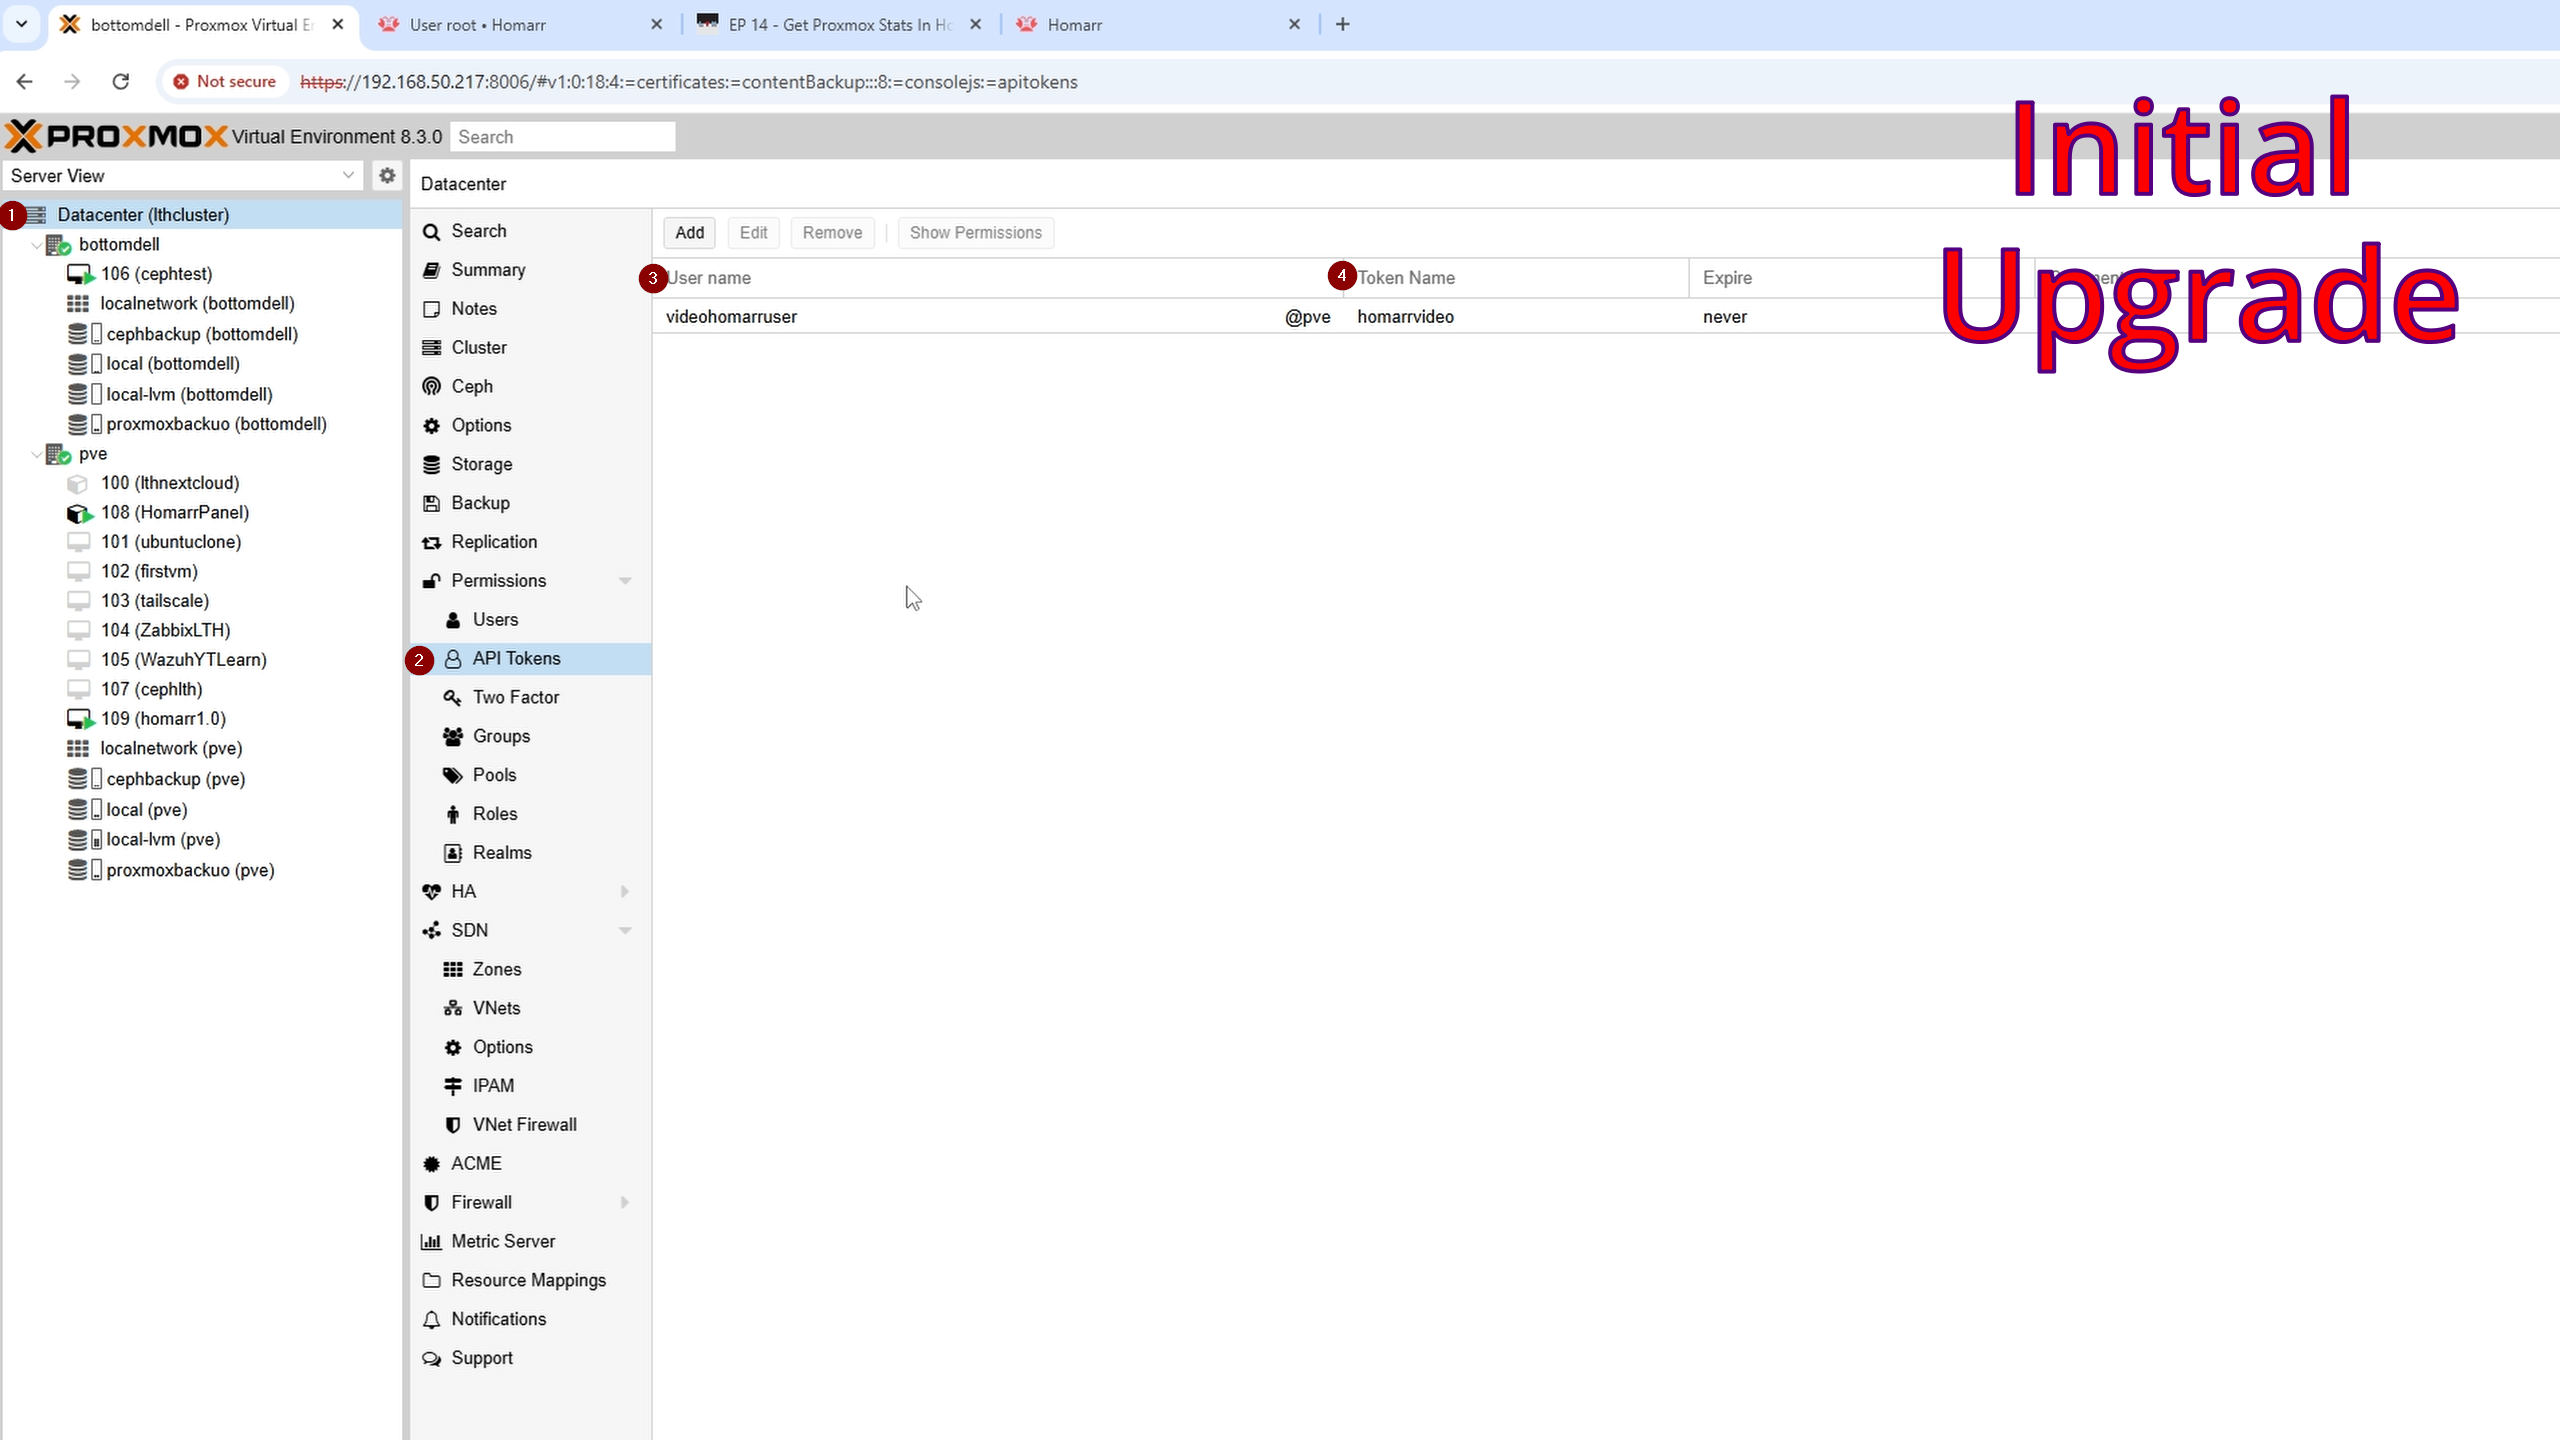 bottomdell - Proxmox Virtual En
User root • Homarr
EP 14 - Get Proxmox Stats In Ho
Homarr
Not secure
https://192.168.50.217:8006/#v1:0:18:4:=certificates:=contentBackup:::8:=consolejs:=apitokens
PROXMOX Virtual Environment 8.3.0
Search
Initial
Upgrade
Server View
Datacenter
1
Datacenter (lthcluster)
bottomdell
106 (cephtest)
localnetwork (bottomdell)
cephbackup (bottomdell)
local (bottomdell)
local-lvm (bottomdell)
proxmoxbackuo (bottomdell)
pve
100 (lthnextcloud)
108 (HomarrPanel)
101 (ubuntuclone)
102 (firstvm)
103 (tailscale)
104 (ZabbixLTH)
105 (WazuhYTLearn)
107 (cephlth)
109 (homarr1.0)
localnetwork (pve)
cephbackup (pve)
local (pve)
local-lvm (pve)
proxmoxbackuo (pve)
Search
Summary
Notes
Cluster
Ceph
Options
Storage
Backup
Replication
Permissions
Users
2 API Tokens
Two Factor
Groups
Pools
Roles
Realms
HA
SDN
Zones
VNets
Options
IPAM
VNet Firewall
ACME
Firewall
Metric Server
Resource Mappings
Notifications
Support
Add Edit Remove Show Permissions
3 User name 4 Token Name Expire
videohomarruser @pve homarrvideo never